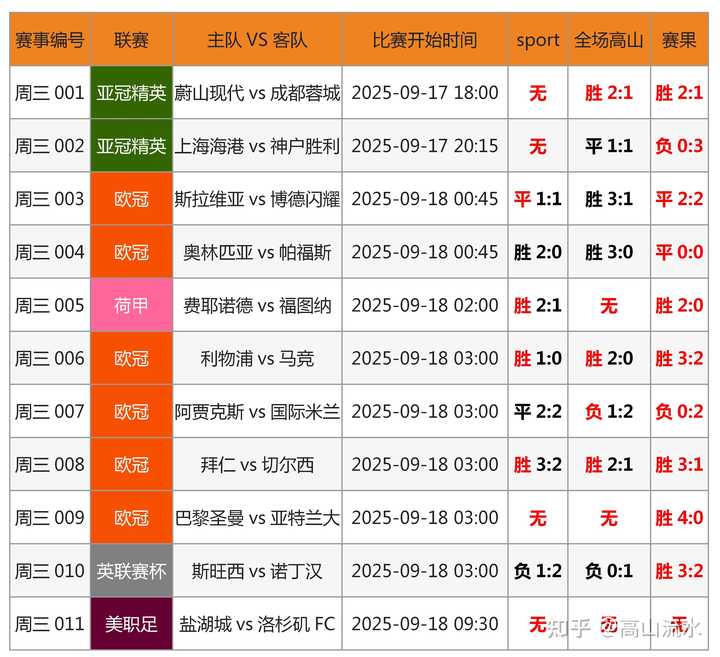 赛事编号 联赛 主队 VS 客队 比赛开始时间 sport 全场高山 赛果
周三 001 亚冠精英 蔚山现代 vs 成都蓉城 2025-09-17 18:00 无 胜 2:1 胜 2:1
周三 002 亚冠精英 上海海港 vs 神户胜利 2025-09-17 20:15 无 平 1:1 负 0:3
周三 003 欧冠 斯拉维亚 vs 博德闪耀 2025-09-18 00:45 平 1:1 胜 3:1 平 2:2
周三 004 欧冠 奥林匹亚 vs 帕福斯 2025-09-18 00:45 胜 2:0 胜 3:0 平 0:0
周三 005 荷甲 费耶诺德 vs 福图纳 2025-09-18 02:00 胜 2:1 无 胜 2:0
周三 006 欧冠 利物浦 vs 马竞 2025-09-18 03:00 胜 1:0 胜 2:0 胜 3:2
周三 007 欧冠 阿贾克斯 vs 国际米兰 2025-09-18 03:00 平 2:2 负 1:2 负 0:2
周三 008 欧冠 拜仁 vs 切尔西 2025-09-18 03:00 胜 3:2 胜 2:1 胜 3:1
周三 009 欧冠 巴黎圣曼 vs 亚特兰大 2025-09-18 03:00 无 无 胜 4:0
周三 010 英联赛杯 斯旺西 vs 诺丁汉 2025-09-18 03:00 负 1:2 负 0:1 胜 3:2
周三 011 美职足 盐湖城 vs 洛杉矶 FC 2025-09-18 09:30 无 无 无
知乎 @高山流水